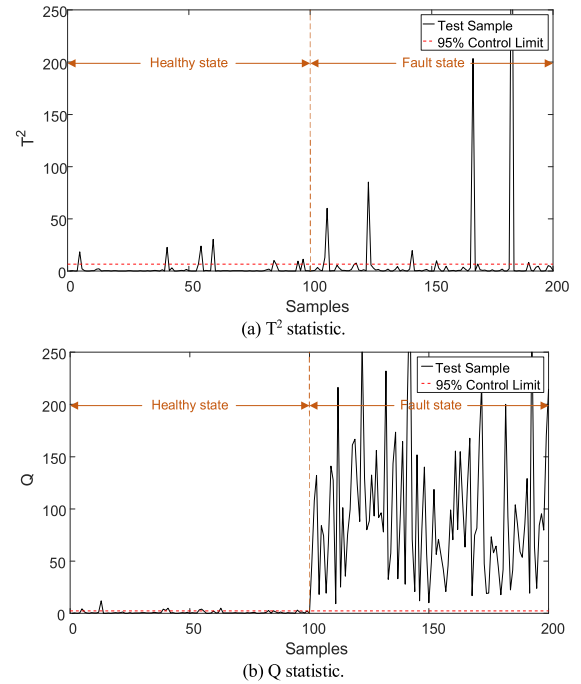 250
200
150
100
50
0
T2
Test Sample
95% Control Limit
Healthy state
Fault state
0
50
100
150
200
Samples
(a) T2 statistic.
250
200
150
100
50
0
Q
Test Sample
95% Control Limit
Healthy state
Fault state
0
50
100
150
200
Samples
(b) Q statistic.